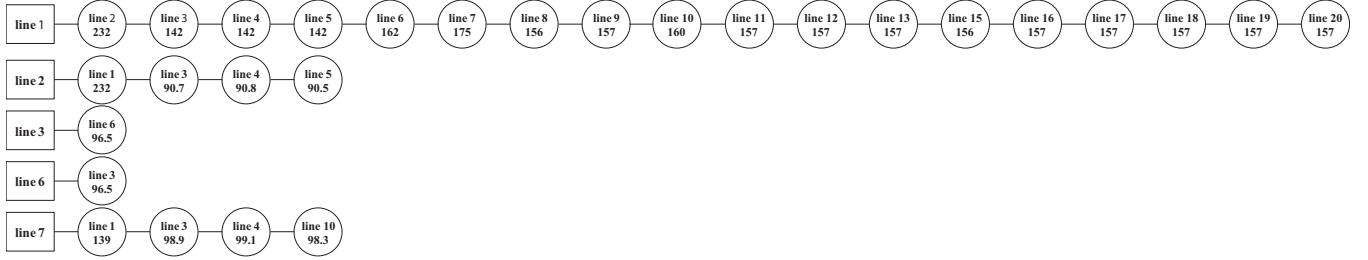 line 1
line 2
232
line 3
142
line 4
142
line 5
142
line 6
162
line 7
175
line 8
156
line 9
157
line 10
160
line 11
157
line 12
157
line 13
157
line 15
156
line 16
157
line 17
157
line 18
157
line 19
157
line 20
157
line 2
line 1
232
line 3
90.7
line 4
90.8
line 5
90.5
line 3
line 6
96.5
line 6
line 3
96.5
line 7
line 1
139
line 3
98.9
line 4
99.1
line 10
98.3